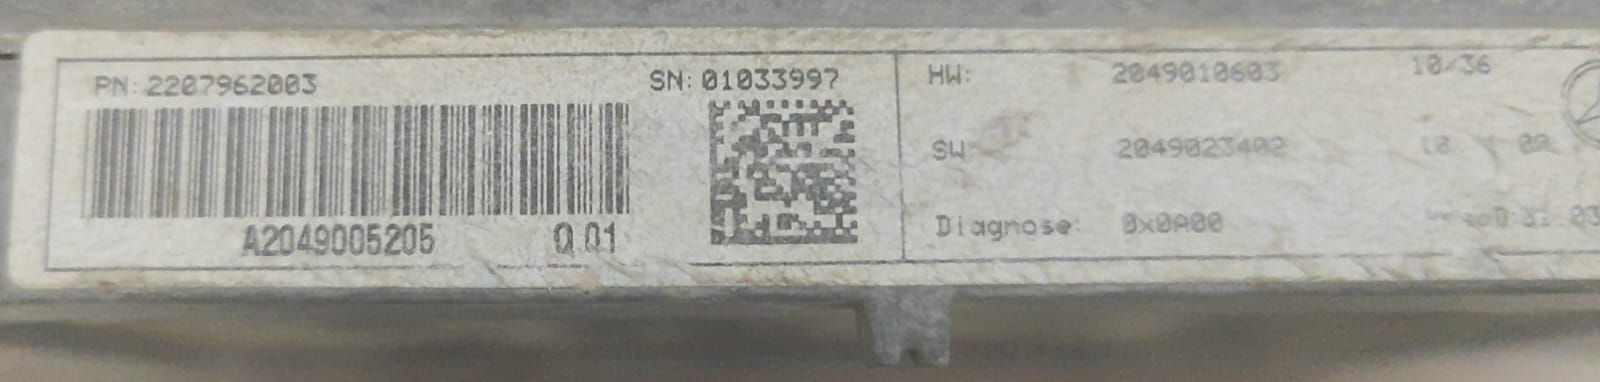 PN: 2207962003
SN: 01033997
A2049005205 Q 01
HW: 2049010603 10/36
SW: 2049023402
Diagnose: 0x0A00